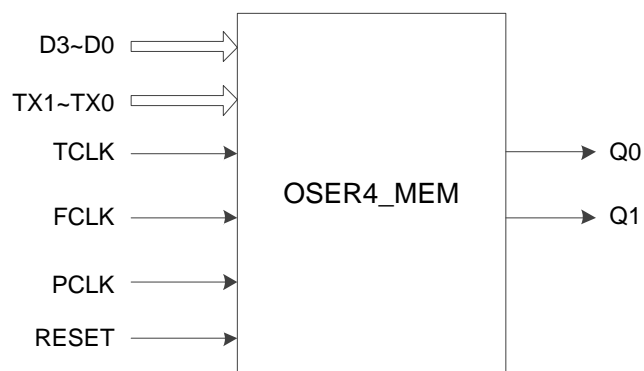 D3~D0
TX1~TX0
TCLK
FCLK
PCLK
RESET
OSER4_MEM
Q0
Q1